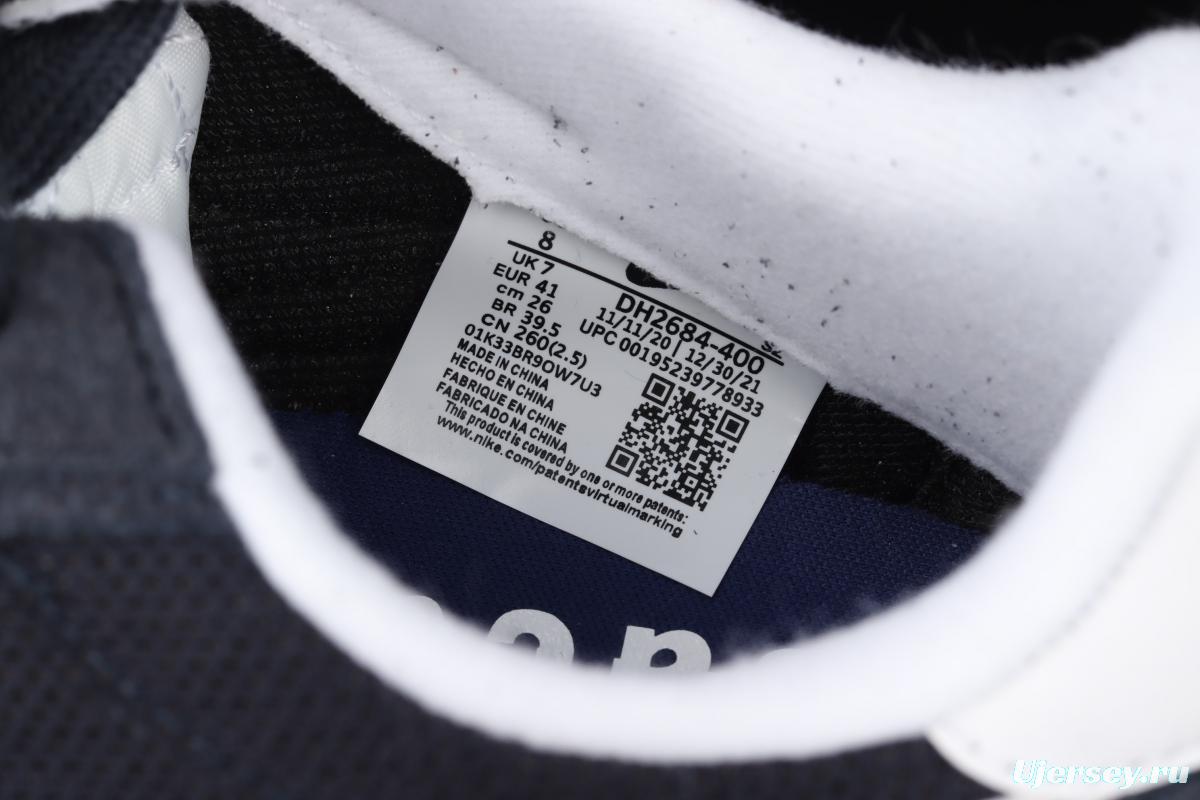 8
UK 7
EUR 41
cm 26
BR 39.5
CN 260(2.5)
01K33BR9OW7U3
MADE IN CHINA
HECHO EN CHINA
FABRIQUE EN CHINE
FABRICADO NA CHINA
This product is covered by one or more patents:
www.nike.com/patentsvirtualmarking
SZ
DH2684-400
11/11/20 | 12/30/21
UPC 00195239778933
Ujersey.ru